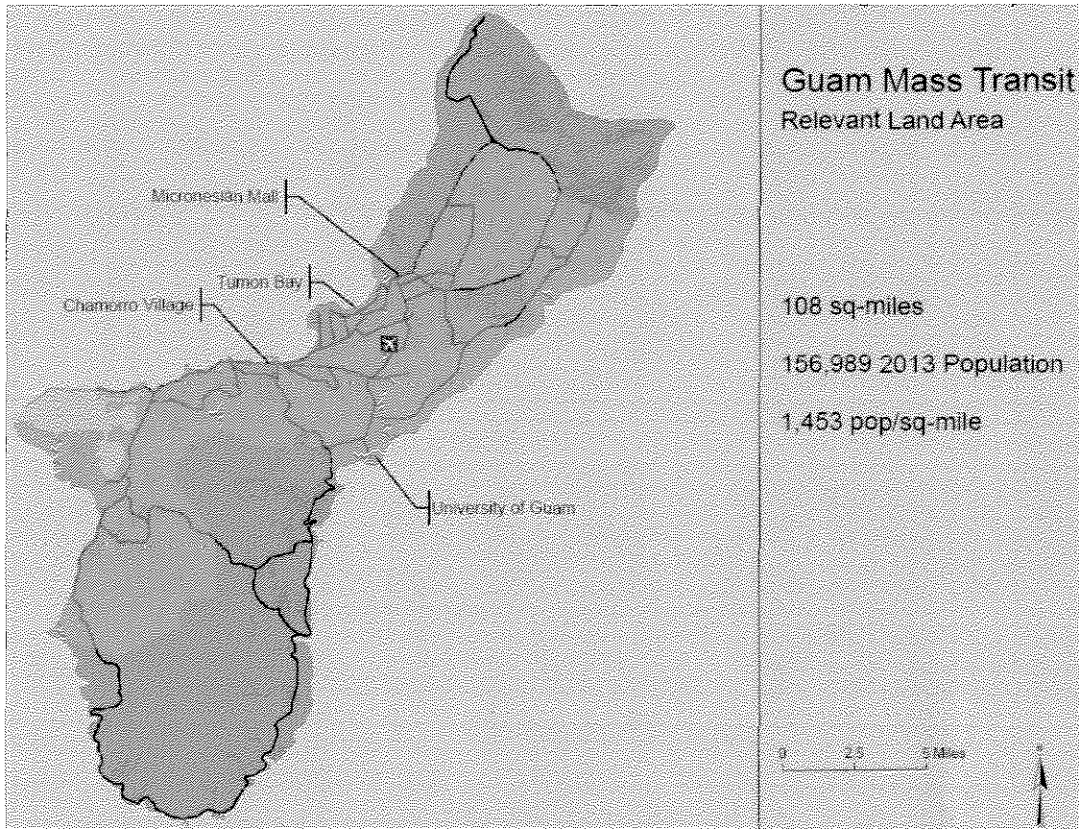 Guam Mass Transit
Relevant Land Area
Micronesian Mall
Tumon Bay
Chamorro Village
108 sq-miles
156,989 2013 Population
1,453 pop/sq-mile
University of Guam
0 2.5 5 Miles